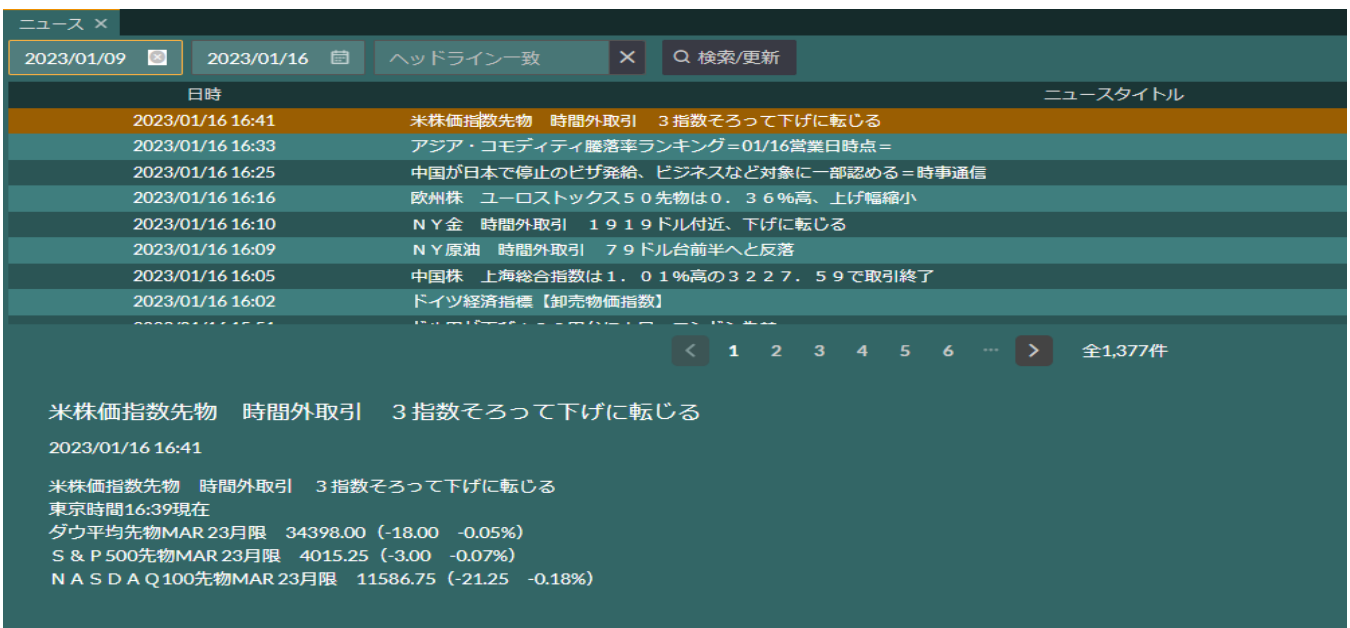 ニュース ×
2023/01/09 2023/01/16 ヘッドライン一致 × 検索/更新
日時 ニュースタイトル
2023/01/16 16:41 米株価指数先物　時間外取引　３指数そろって下げに転じる
2023/01/16 16:33 アジア・コモディティ騰落率ランキング＝01/16営業日時点＝
2023/01/16 16:25 中国が日本で停止のビザ発給、ビジネスなど対象に一部認める＝時事通信
2023/01/16 16:16 欧州株　ユーロストックス５０先物は０．３６%高、上げ幅縮小
2023/01/16 16:10 ＮＹ金　時間外取引　１９１９ドル付近、下げに転じる
2023/01/16 16:09 ＮＹ原油　時間外取引　７９ドル台前半へと反落
2023/01/16 16:05 中国株　上海総合指数は１．０１%高の３２２７．５９で取引終了
2023/01/16 16:02 ドイツ経済指標【卸売物価指数】
< 1 2 3 4 5 6 ··· > 全1,377件
米株価指数先物　時間外取引　３指数そろって下げに転じる
2023/01/16 16:41
米株価指数先物　時間外取引　３指数そろって下げに転じる
東京時間16:39現在
ダウ平均先物MAR 23月限　34398.00（-18.00　-0.05%）
Ｓ＆Ｐ500先物MAR 23月限　4015.25（-3.00　-0.07%）
ＮＡＳＤＡＱ100先物MAR 23月限　11586.75（-21.25　-0.18%）